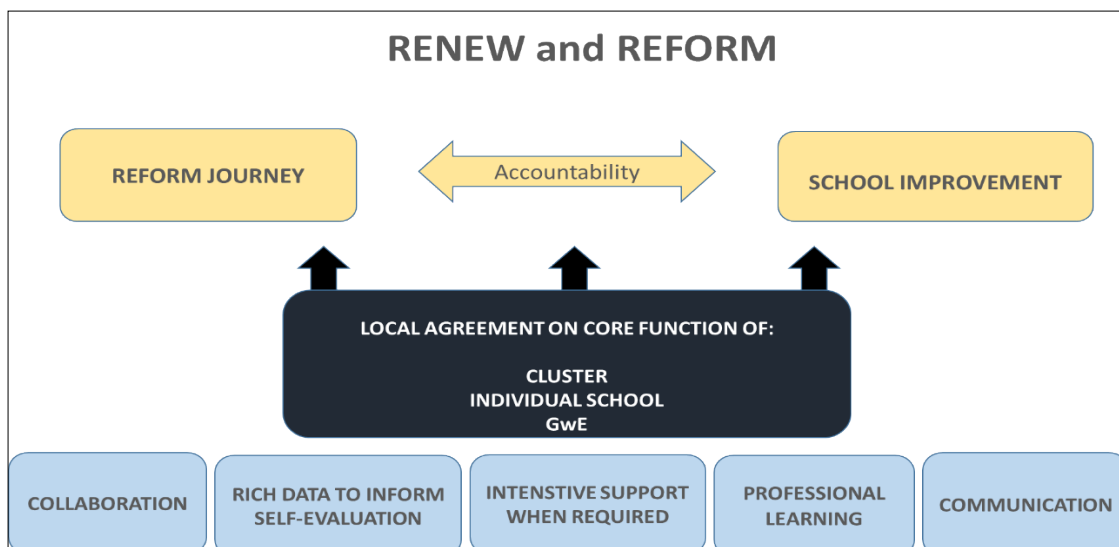 RENEW and REFORM
REFORM JOURNEY
Accountability
SCHOOL IMPROVEMENT
LOCAL AGREEMENT ON CORE FUNCTION OF:
CLUSTER
INDIVIDUAL SCHOOL
GwE
COLLABORATION
RICH DATA TO INFORM
SELF-EVALUATION
INTENSTIVE SUPPORT
WHEN REQUIRED
PROFESSIONAL
LEARNING
COMMUNICATION